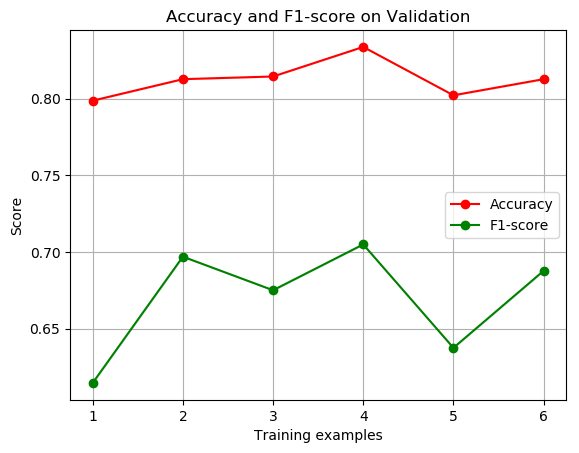 Accuracy and F1-score on Validation
Score
0.80
0.75
0.70
0.65
Accuracy
F1-score
1 2 3 4 5 6
Training examples